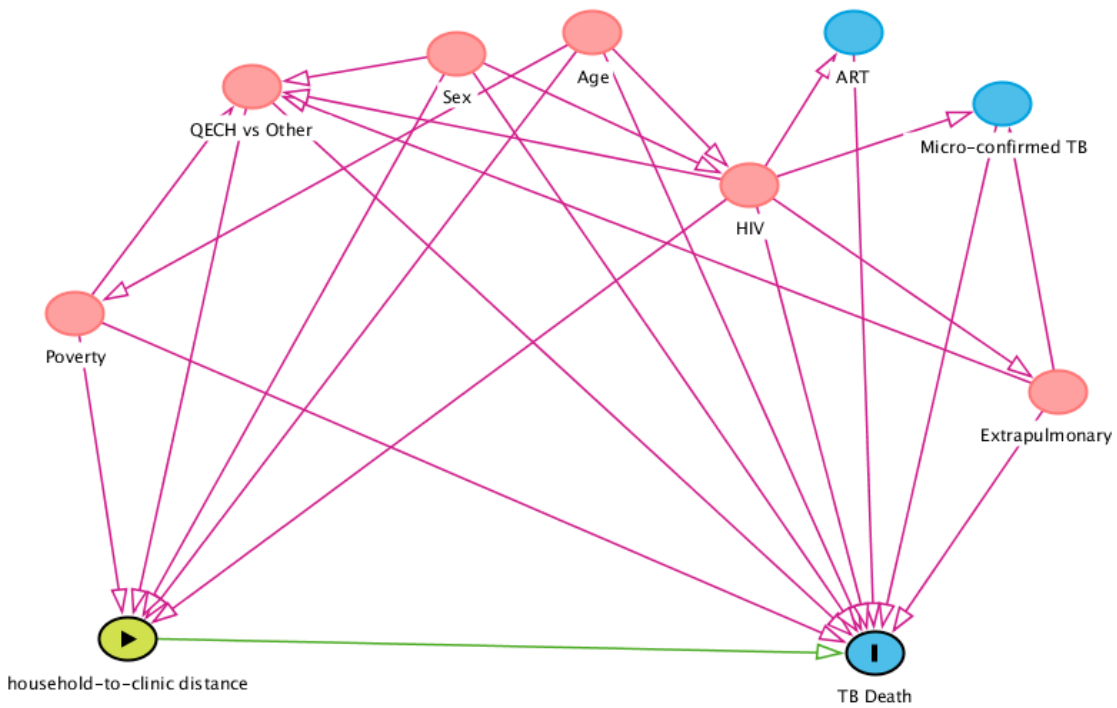 ART
Age
Sex
QECH vs Other
Micro-confirmed TB
HIV
Poverty
Extrapulmonary
household-to-clinic distance
TB Death